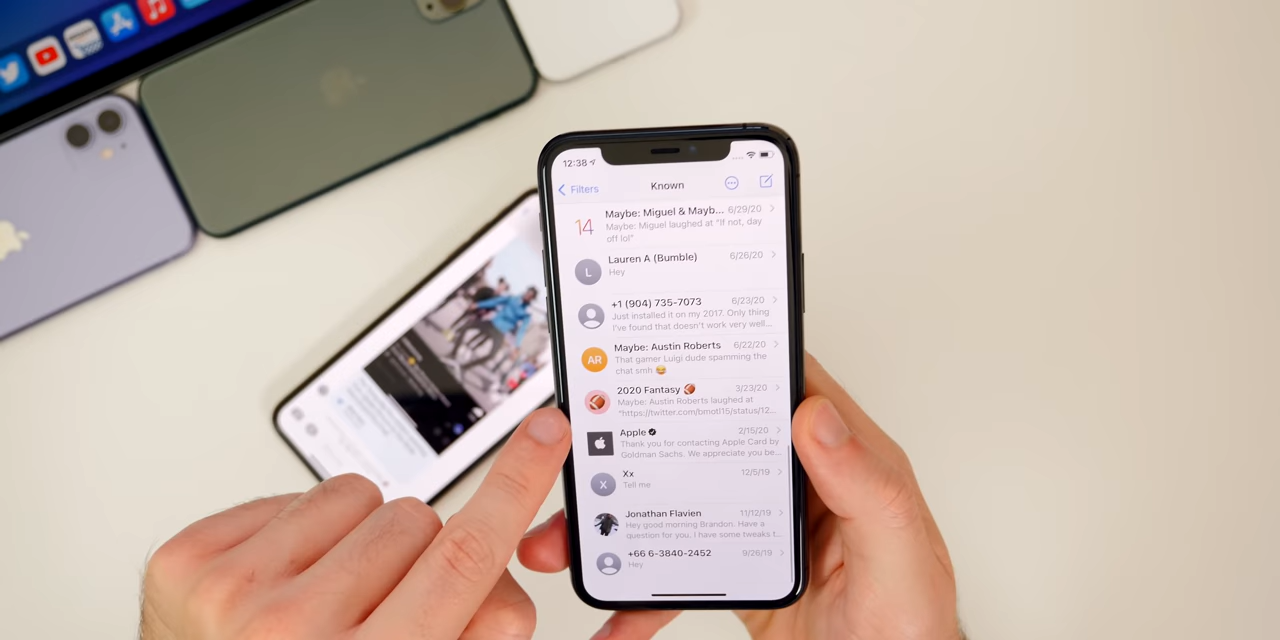 12:38
Filters
Known
14
Maybe: Miguel & Mayb... 6/29/20
Maybe: Miguel laughed at "If not, day
off lol"
L
Lauren A (Bumble) 6/26/20
Hey
+1 (904) 735-7073 6/23/20
Just installed it on my 2017. Only thing
I've found that doesn't work very well...
AR
Maybe: Austin Roberts 6/22/20
That gamer Luigi dude spamming the
chat smh 😂
2020 Fantasy 🏈 3/23/20
Maybe: Austin Roberts laughed at
"https://twitter.com/bmotl15/status/12...
Apple 2/15/20
Thank you for contacting Apple Card by
Goldman Sachs. We appreciate you be...
X
Xx 12/5/19
Tell me
Jonathan Flavien 11/12/19
Hey good morning Brandon. Have a
question for you. I have some tweaks t...
+66 6-3840-2452 9/26/19
Hey